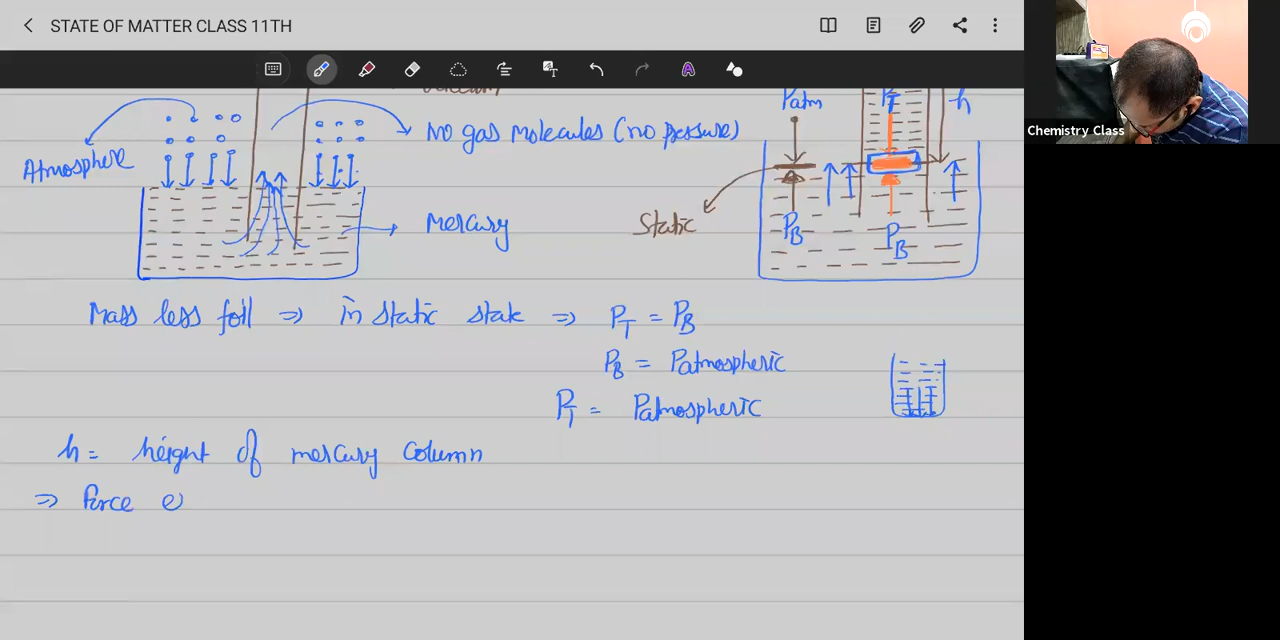 STATE OF MATTER CLASS 11TH
Chemistry Class
Patm
PT
h
No gas molecules (no pressure)
Atmosphere
Mercury
Static
PB
PB
Mass less foil ⇒ in static state ⇒ PT = PB
PB = Patmospheric
PT = Patmospheric
h = height of mercury column
⇒ Force e